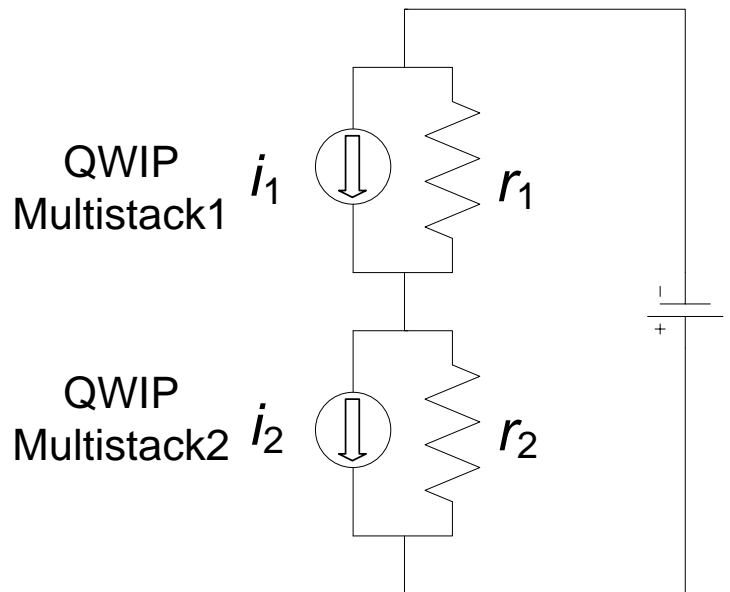 QWIP
Multistack1
i₁
r₁
-
+
QWIP
Multistack2
i₂
r₂